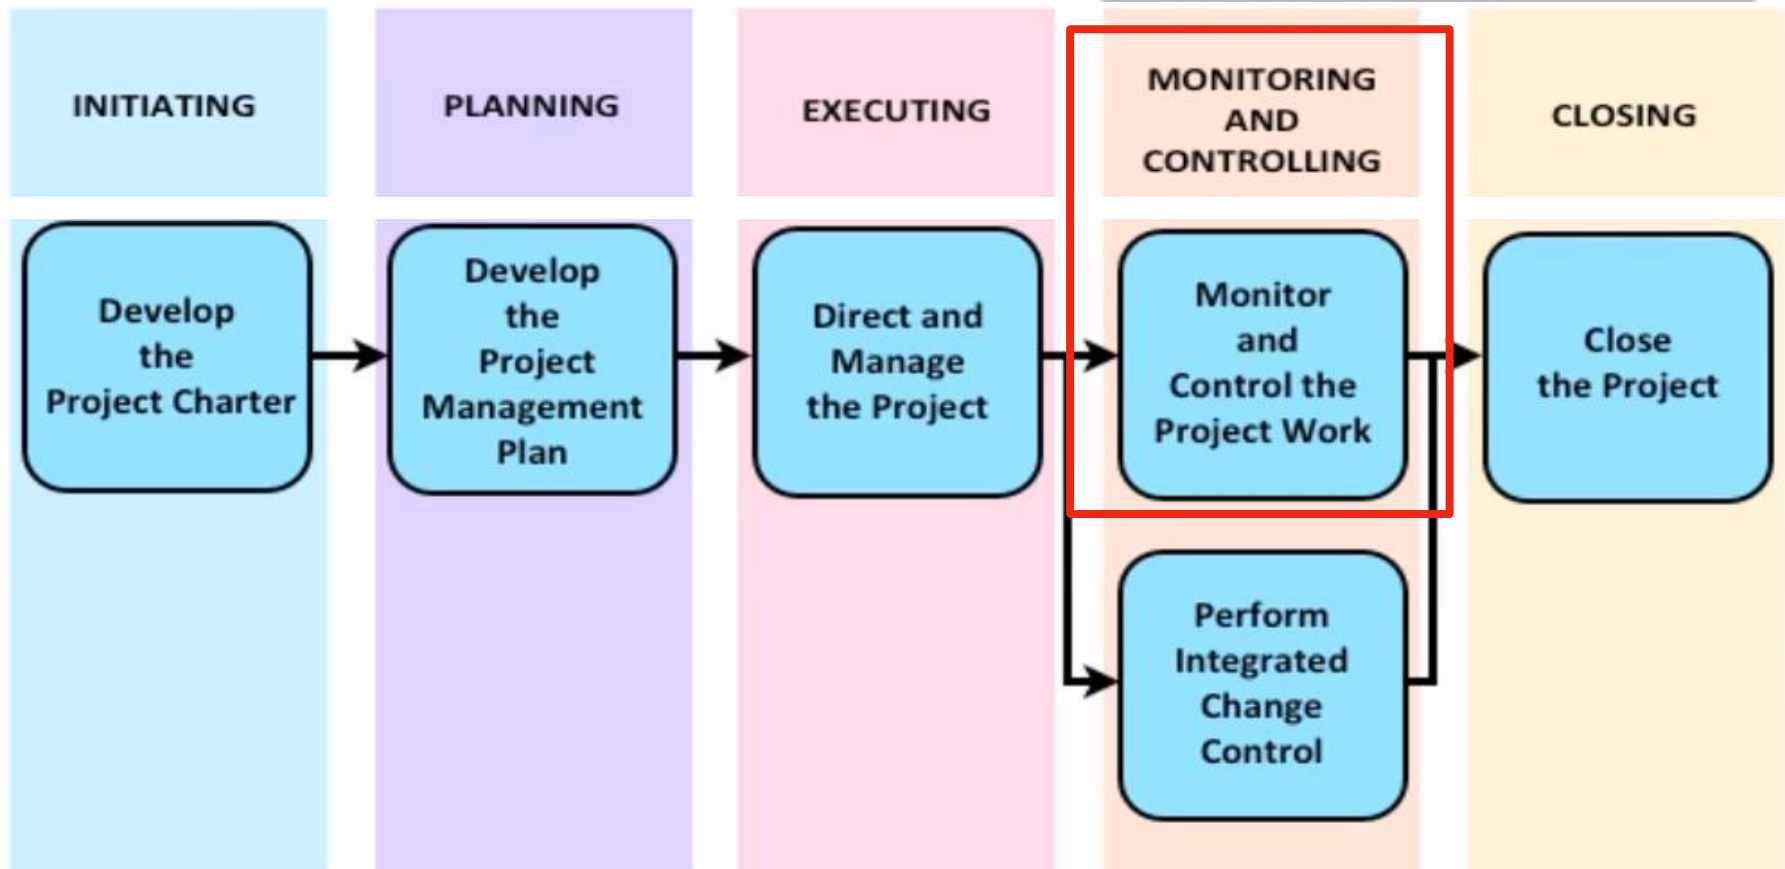 INITIATING
PLANNING
EXECUTING
MONITORING
AND
CONTROLLING
CLOSING
Develop
the
Project Charter
Develop
the
Project
Management
Plan
Direct and
Manage
the Project
Monitor
and
Control the
Project Work
Close
the Project
Perform
Integrated
Change
Control